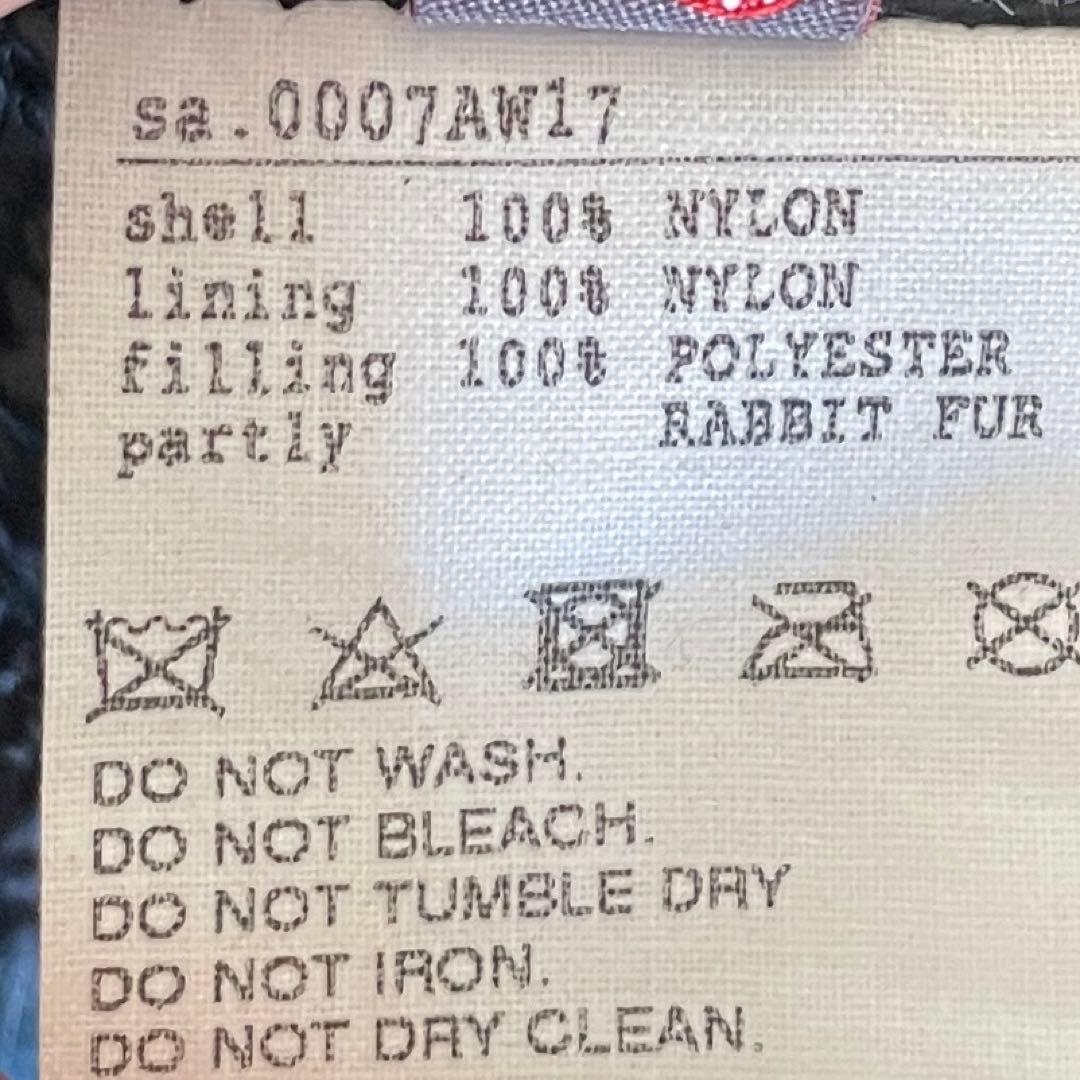 sa.0007AW17
shell 100% NYLON
lining 100% NYLON
filling 100% POLYESTER
partly RABBIT FUR
DO NOT WASH.
DO NOT BLEACH.
DO NOT TUMBLE DRY
DO NOT IRON.
DO NOT DRY CLEAN.